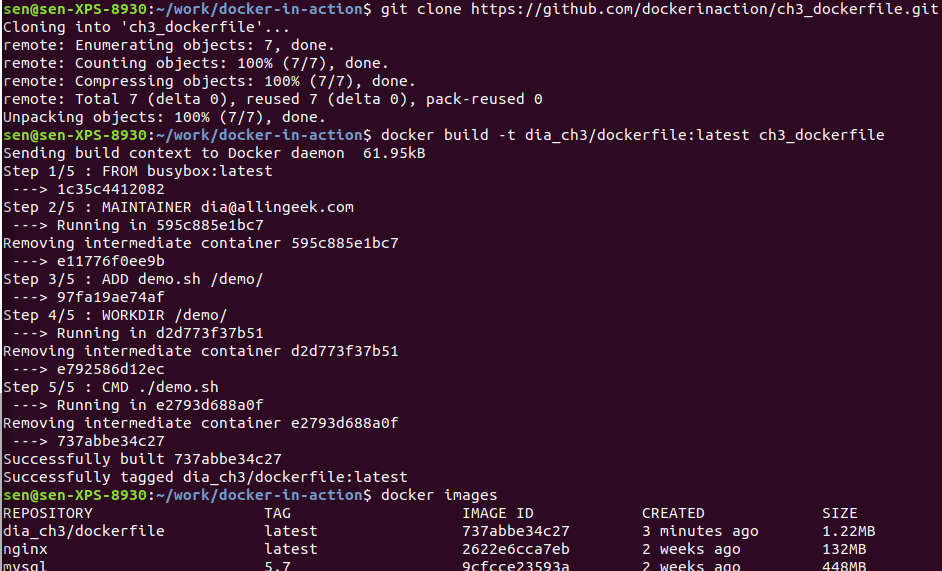 sen@sen-XPS-8930:~/work/docker-in-action$ git clone https://github.com/dockerinaction/ch3_dockerfile.git
Cloning into 'ch3_dockerfile'...
remote: Enumerating objects: 7, done.
remote: Counting objects: 100% (7/7), done.
remote: Compressing objects: 100% (7/7), done.
remote: Total 7 (delta 0), reused 7 (delta 0), pack-reused 0
Unpacking objects: 100% (7/7), done.
sen@sen-XPS-8930:~/work/docker-in-action$ docker build -t dia_ch3/dockerfile:latest ch3_dockerfile
Sending build context to Docker daemon  61.95kB
Step 1/5 : FROM busybox:latest
 ---> 1c35c4412082
Step 2/5 : MAINTAINER dia@allingeek.com
 ---> Running in 595c885e1bc7
Removing intermediate container 595c885e1bc7
 ---> e11776f0ee9b
Step 3/5 : ADD demo.sh /demo/
 ---> 97fa19ae74af
Step 4/5 : WORKDIR /demo/
 ---> Running in d2d773f37b51
Removing intermediate container d2d773f37b51
 ---> e792586d12ec
Step 5/5 : CMD ./demo.sh
 ---> Running in e2793d688a0f
Removing intermediate container e2793d688a0f
 ---> 737abbe34c27
Successfully built 737abbe34c27
Successfully tagged dia_ch3/dockerfile:latest
sen@sen-XPS-8930:~/work/docker-in-action$ docker images
REPOSITORY TAG IMAGE ID CREATED SIZE
dia_ch3/dockerfile latest 737abbe34c27 3 minutes ago 1.22MB
nginx latest 2622e6cca7eb 2 weeks ago 132MB
mysql 5.7 9cfcce23593a 2 weeks ago 448MB